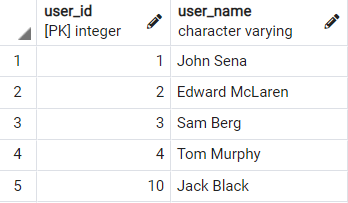 user_id user_name
[PK] integer character varying
1 1 John Sena
2 2 Edward McLaren
3 3 Sam Berg
4 4 Tom Murphy
5 10 Jack Black